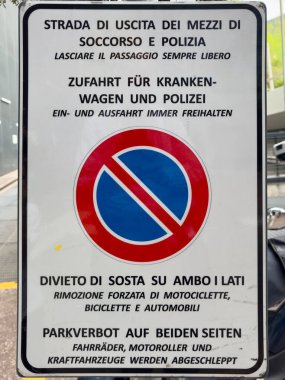 STRADA DI USCITA DEI MEZZI DI
SOCCORSO E POLIZIA
LASCIARE IL PASSAGGIO SEMPRE LIBERO
ZUFAHRT FÜR KRANKEN-
WAGEN UND POLIZEI
EIN- UND AUSFAHRT IMMER FREIHALTEN
DIVIETO DI SOSTA SU AMBO I LATI
RIMOZIONE FORZATA DI MOTOCICLETTE,
BICICLETTE E AUTOMOBILI
PARKVERBOT AUF BEIDEN SEITEN
FAHRRÄDER, MOTOROLLER UND
KRAFTFAHRZEUGE WERDEN ABGESCHLEPPT